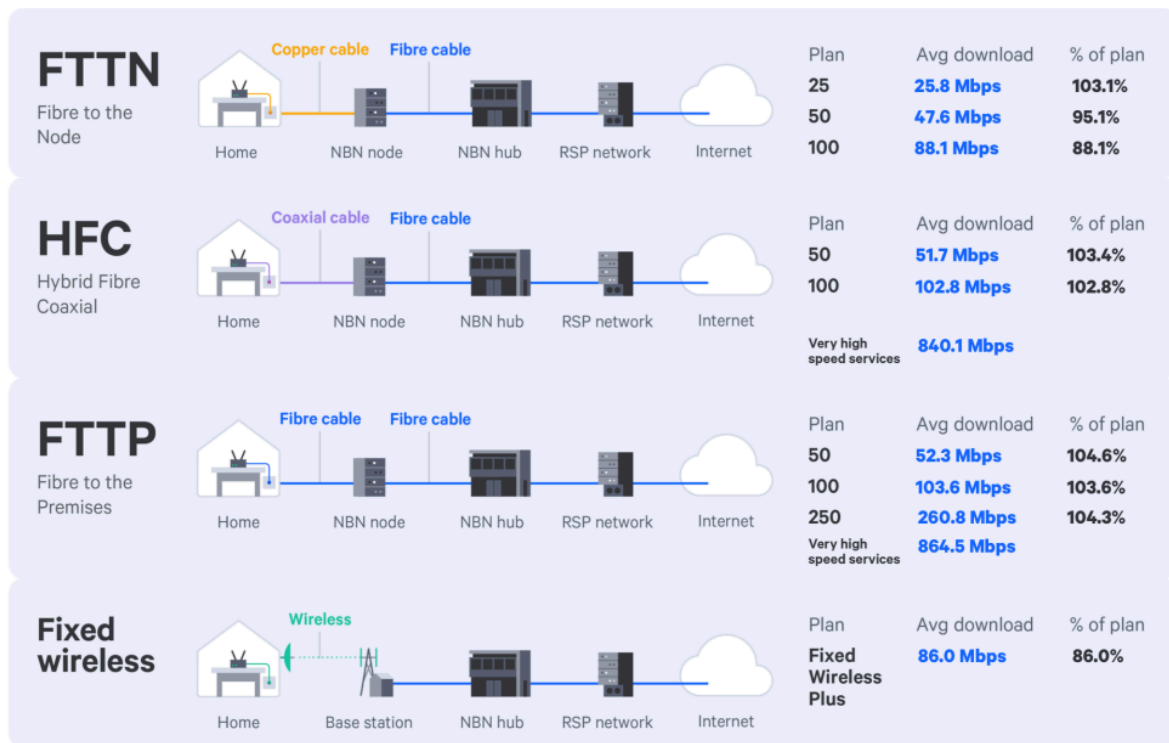 FTTN
Fibre to the
Node
Copper cable Fibre cable
Home NBN node NBN hub RSP network Internet
Plan Avg download % of plan
25 25.8 Mbps 103.1%
50 47.6 Mbps 95.1%
100 88.1 Mbps 88.1%
HFC
Hybrid Fibre
Coaxial
Coaxial cable Fibre cable
Home NBN node NBN hub RSP network Internet
Plan Avg download % of plan
50 51.7 Mbps 103.4%
100 102.8 Mbps 102.8%
Very high
speed services 840.1 Mbps
FTTP
Fibre to the
Premises
Fibre cable Fibre cable
Home NBN node NBN hub RSP network Internet
Plan Avg download % of plan
50 52.3 Mbps 104.6%
100 103.6 Mbps 103.6%
250 260.8 Mbps 104.3%
Very high
speed services 864.5 Mbps
Fixed
wireless
Wireless
Home Base station NBN hub RSP network Internet
Plan Avg download % of plan
Fixed 86.0 Mbps 86.0%
Wireless
Plus